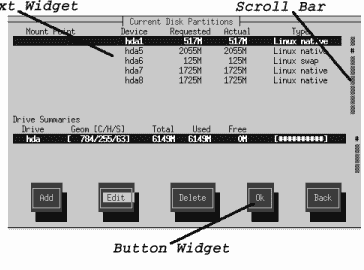 xt Widget Scroll Bar
Current Disk Partitions
Mount Point Device Requested Actual Type
hda1 517M 517M Linux native
hda5 2055M 2055M Linux native
hda6 125M 125M Linux swap
hda7 1725M 1725M Linux native
hda8 1725M 1725M Linux native
Drive Summaries
Drive Geom [C/H/S] Total Used Free
hda [ 784/255/63] 6149M 6149M 0M [##########]
Add Edit Delete Ok Back
Button Widget